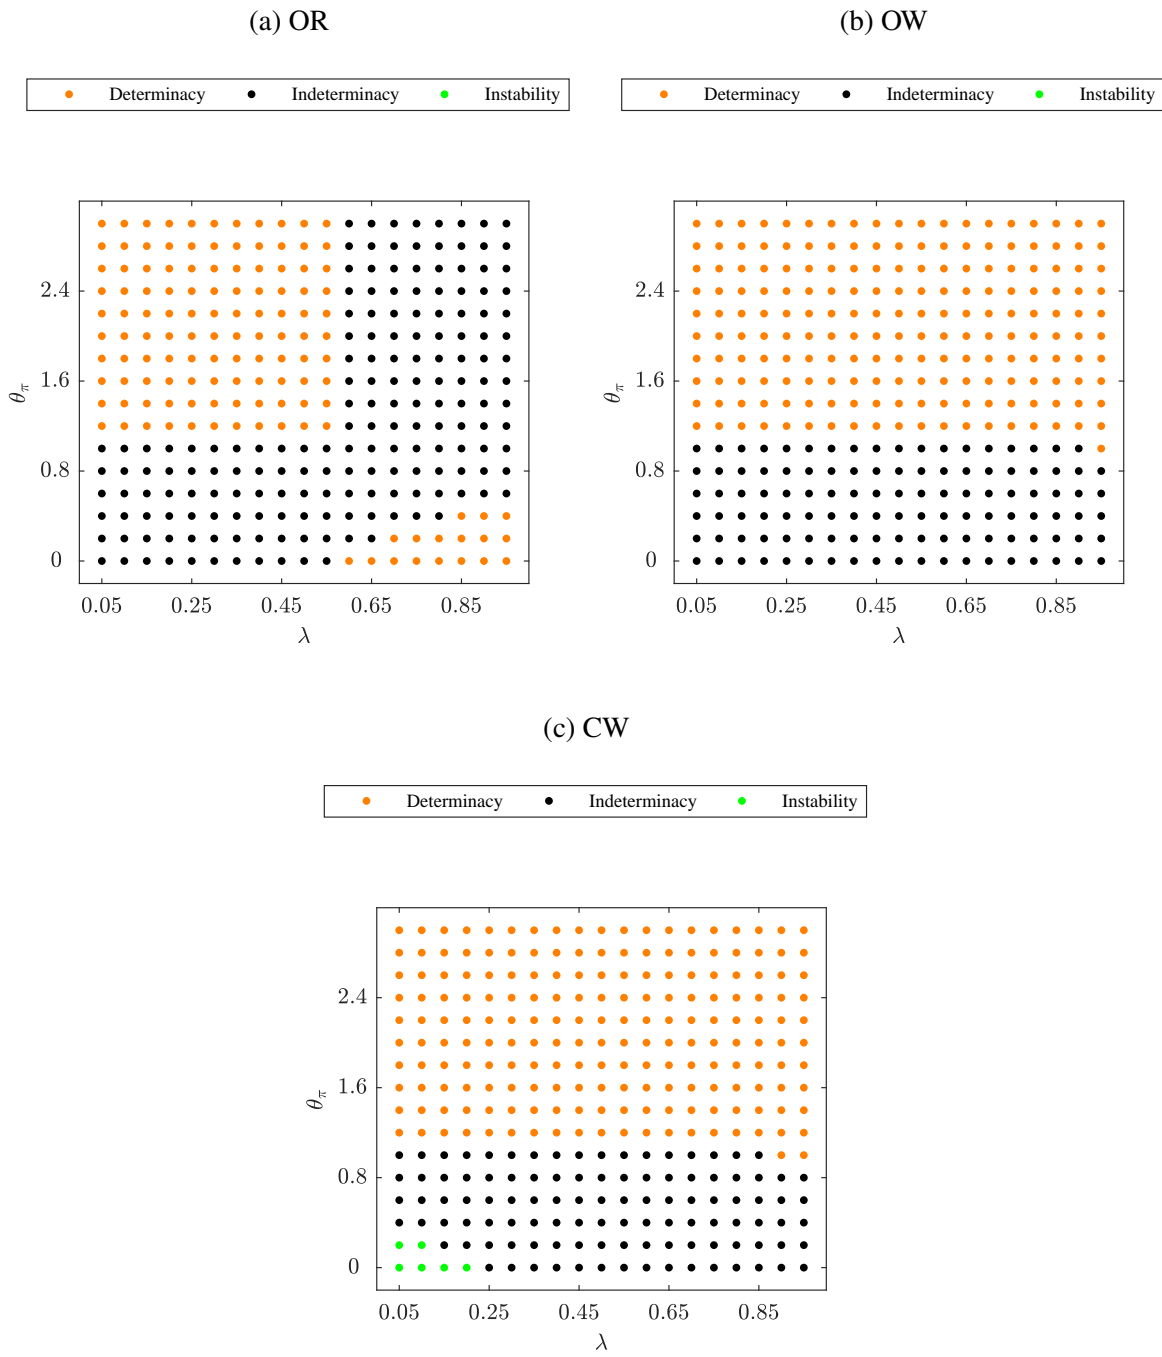 (a) OR
Determinacy Indeterminacy Instability
2.4
1.6
0.8
0
θπ
0.05 0.25 0.45 0.65 0.85
λ
(b) OW
Determinacy Indeterminacy Instability
2.4
1.6
0.8
0
θπ
0.05 0.25 0.45 0.65 0.85
λ
(c) CW
Determinacy Indeterminacy Instability
2.4
1.6
0.8
0
θπ
0.05 0.25 0.45 0.65 0.85
λ